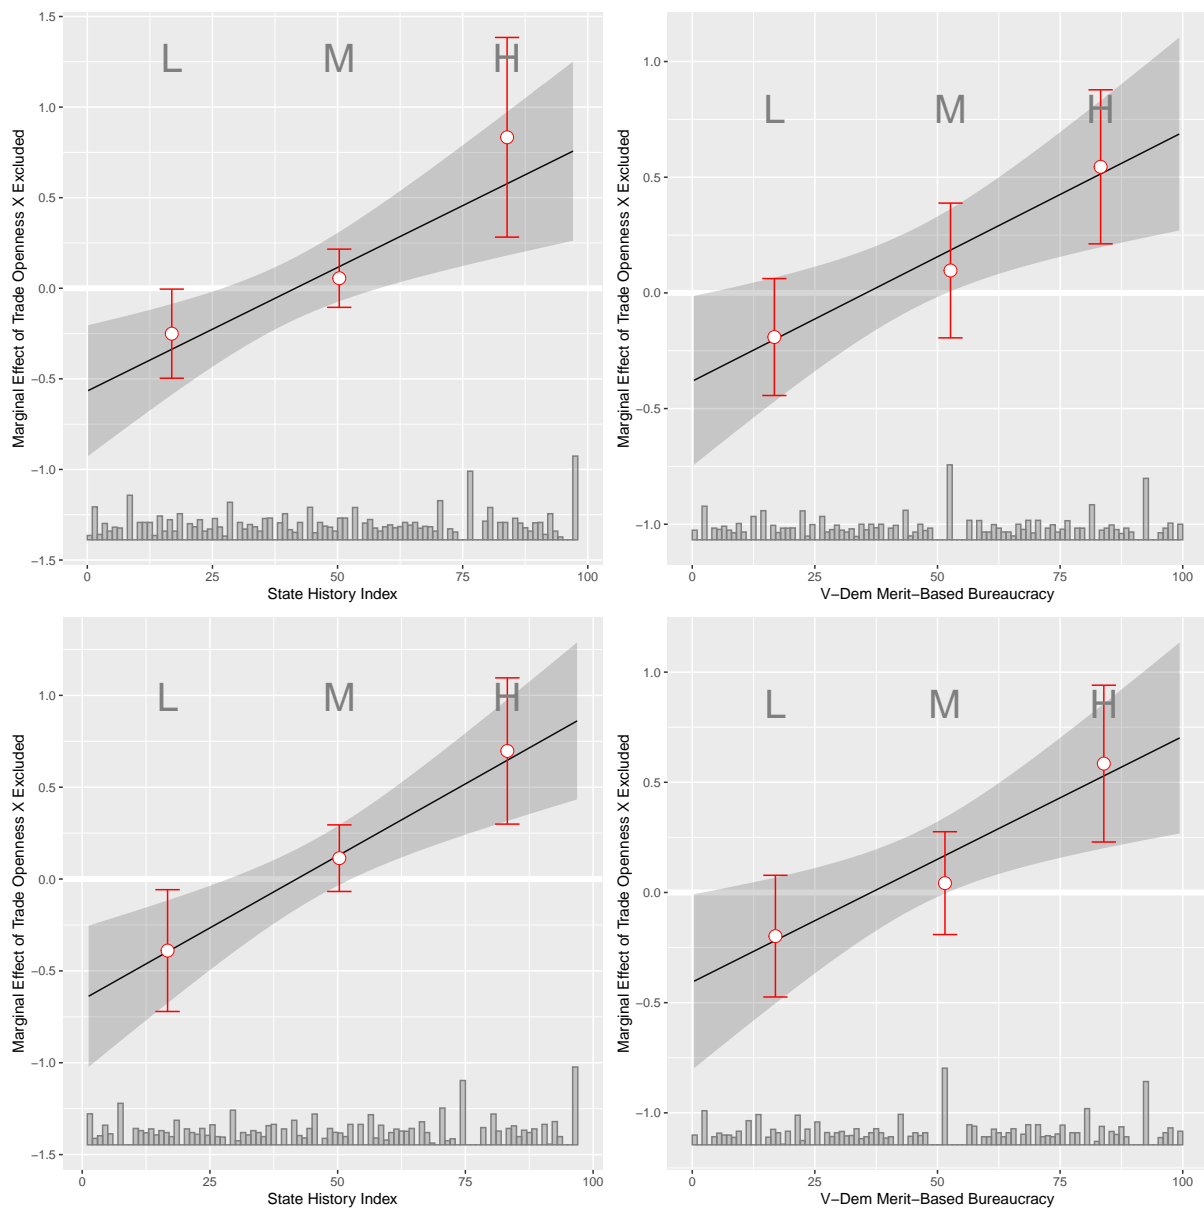 1.5
1.0
0.5
0.0
−0.5
−1.0
−1.5
L M H
Marginal Effect of Trade Openness X Excluded
0 25 50 75 100
State History Index
1.0
0.5
0.0
−0.5
−1.0
L M H
Marginal Effect of Trade Openness X Excluded
0 25 50 75 100
V−Dem Merit−Based Bureaucracy
1.0
0.5
0.0
−0.5
−1.0
−1.5
L M H
Marginal Effect of Trade Openness X Excluded
0 25 50 75 100
State History Index
1.0
0.5
0.0
−0.5
−1.0
L M H
Marginal Effect of Trade Openness X Excluded
0 25 50 75 100
V−Dem Merit−Based Bureaucracy